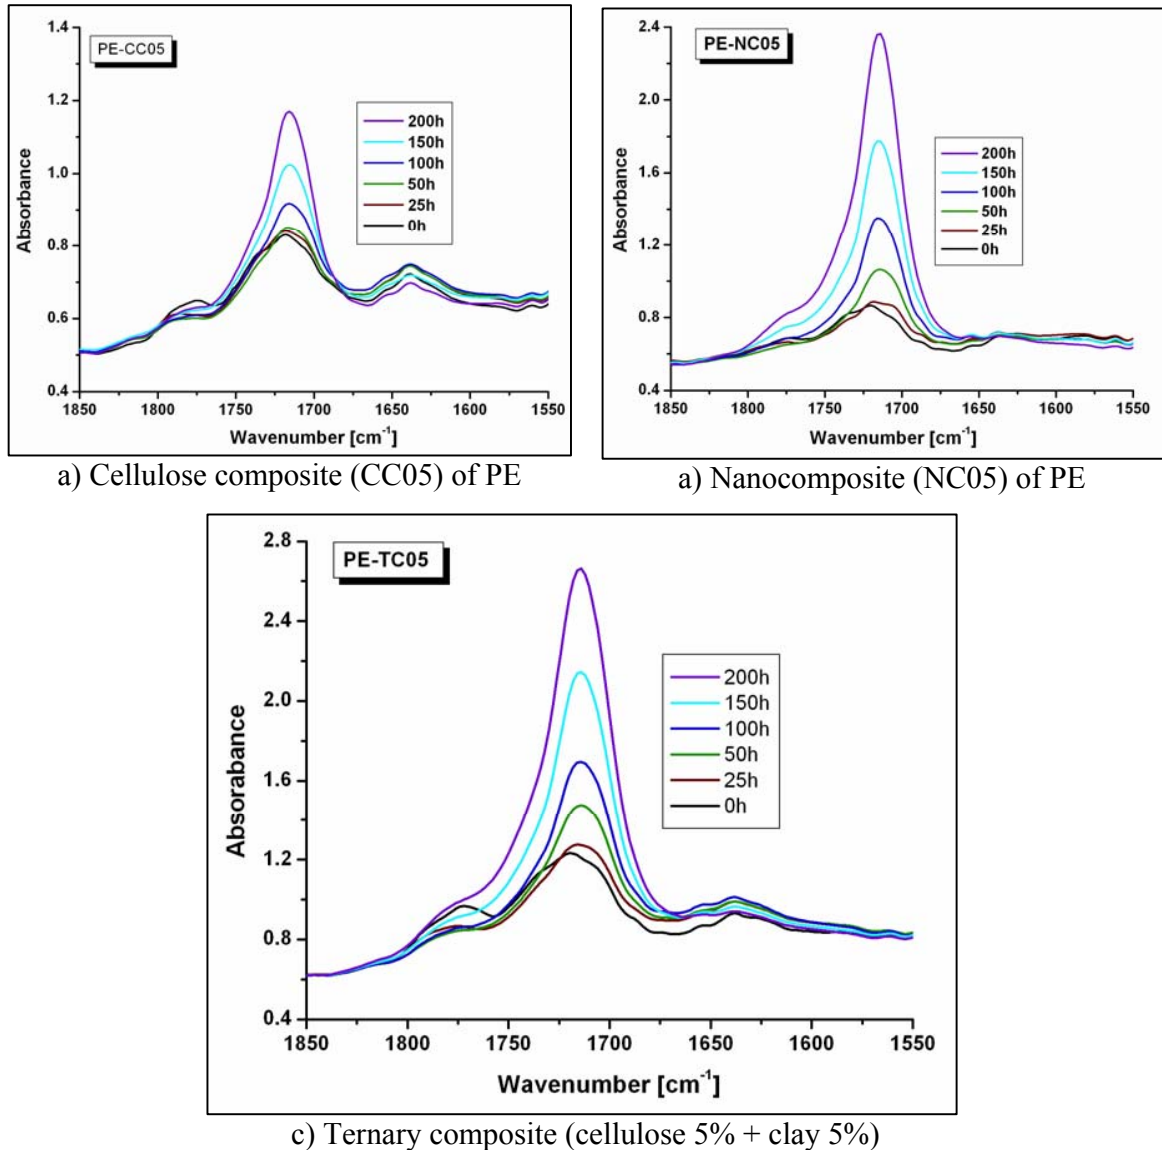 PE-CC05
1.4
1.2
1.0
0.8
0.6
0.4
Absorbance
200h
150h
100h
50h
25h
0h
1850 1800 1750 1700 1650 1600 1550
Wavenumber [cm⁻¹]
a) Cellulose composite (CC05) of PE
PE-NC05
2.4
2.0
1.6
1.2
0.8
0.4
Absorbance
200h
150h
100h
50h
25h
0h
1850 1800 1750 1700 1650 1600 1550
Wavenumber [cm⁻¹]
a) Nanocomposite (NC05) of PE
PE-TC05
2.8
2.4
2.0
1.6
1.2
0.8
0.4
Absorabance
200h
150h
100h
50h
25h
0h
1850 1800 1750 1700 1650 1600 1550
Wavenumber [cm⁻¹]
c) Ternary composite (cellulose 5% + clay 5%)